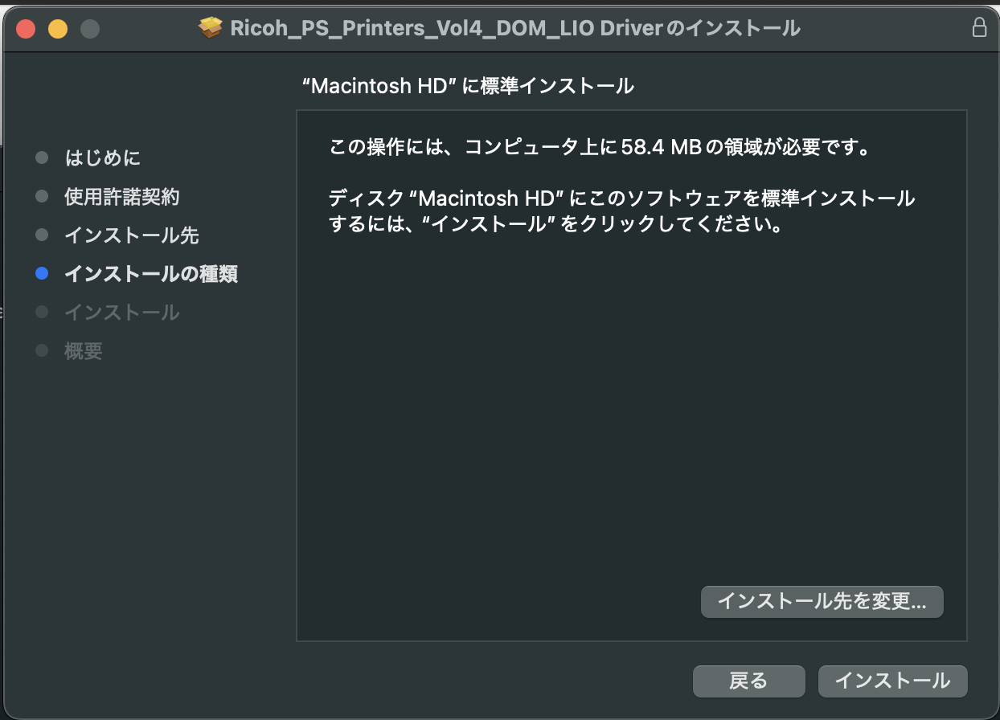 Ricoh_PS_Printers_Vol4_DOM_LIO Driverのインストール
“Macintosh HD” に標準インストール
はじめに
使用許諾契約
インストール先
インストールの種類
インストール
概要
この操作には、コンピュータ上に58.4 MBの領域が必要です。
ディスク“Macintosh HD” にこのソフトウェアを標準インストール
するには、“インストール” をクリックしてください。
インストール先を変更...
戻る
インストール